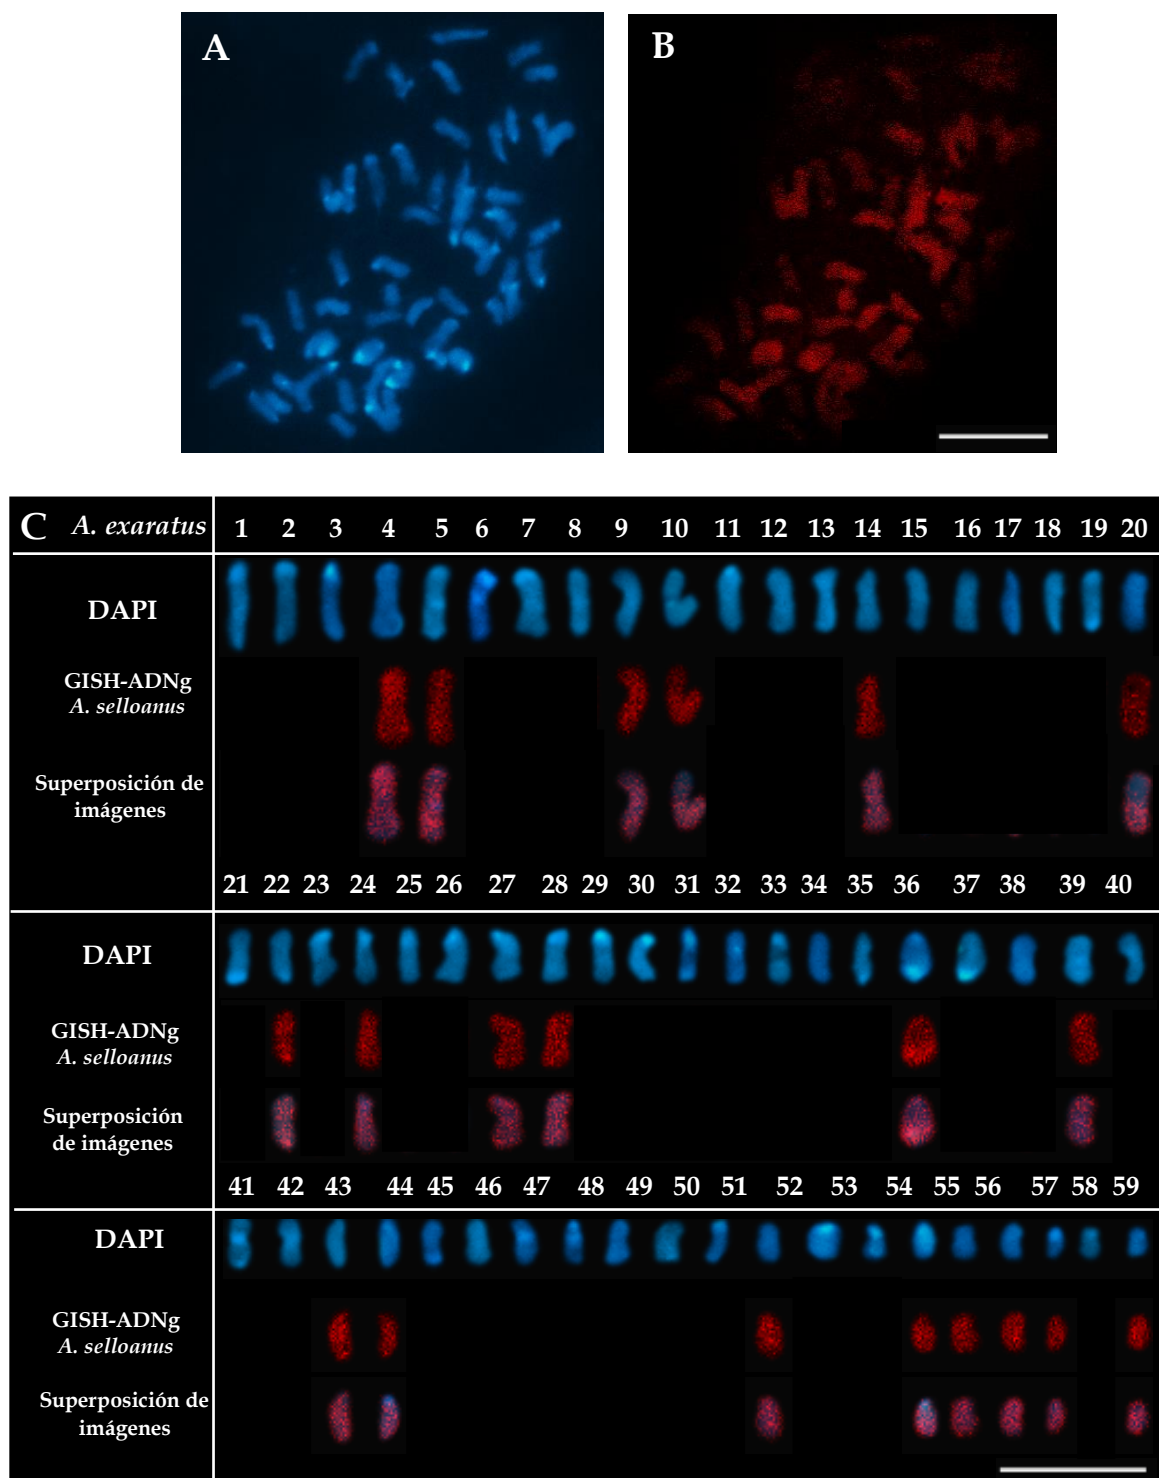 A
B
C A. exaratus 1 2 3 4 5 6 7 8 9 10 11 12 13 14 15 16 17 18 19 20
DAPI
GISH-ADNg
A. selloanus
Superposición de
imágenes
21 22 23 24 25 26 27 28 29 30 31 32 33 34 35 36 37 38 39 40
DAPI
GISH-ADNg
A. selloanus
Superposición
de imágenes
41 42 43 44 45 46 47 48 49 50 51 52 53 54 55 56 57 58 59
DAPI
GISH-ADNg
A. selloanus
Superposición de
imágenes